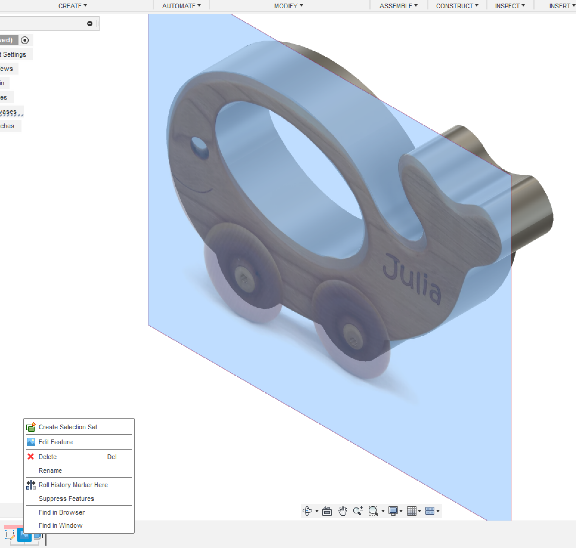 CREATE AUTOMATE MODIFY ASSEMBLE CONSTRUCT INSPECT INSERT
Settings
Julia
Create Selection Set
Edit Feature
Delete Del
Rename
Roll History Marker Here
Suppress Features
Find in Browser
Find in Window